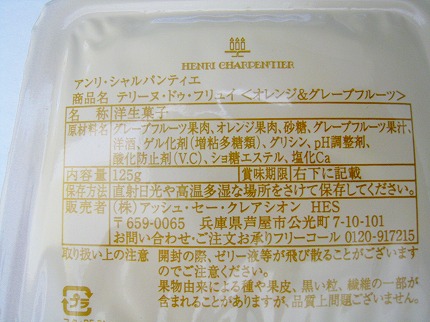 HENRI CHARPENTIER
アンリ・シャルパンティエ
商品名 テリーヌ・ドゥ・フリュイ <オレンジ&グレープフルーツ>
名 称 洋生菓子
原材料名 グレープフルーツ果肉、オレンジ果肉、砂糖、グレープフルーツ果汁、
洋酒、ゲル化剤(増粘多糖類)、グリシン、pH調整剤、
酸化防止剤(V.C)、ショ糖エステル、塩化Ca
内容量 125g 賞味期限 右下に記載
保存方法 直射日光や高温多湿な場所をさけて保存してください。
販売者 (株)アッシュ・セー・クレアシオン HES
〒659-0065 兵庫県芦屋市公光町7-10-101
お問い合わせ・ご注文お承りフリーコール 0120-917215
取り扱い上の注意 開封の際、ゼリー液等が飛び散ることがございます
のでご注意ください。
果物由来による種や果皮、黒い粒、繊維の一部が
含まれることがありますが、品質上問題ございません。
プラ